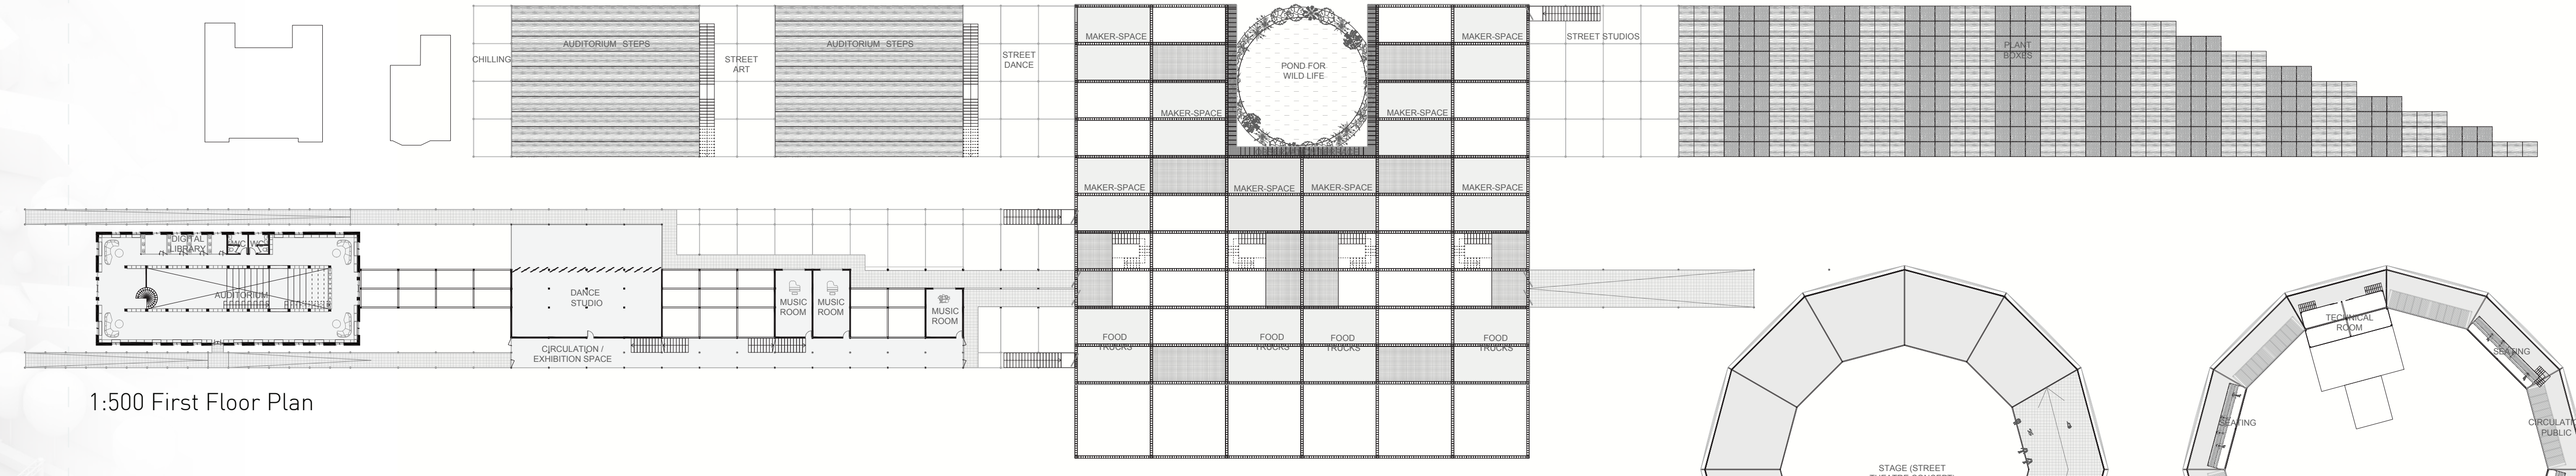 CHILLING
AUDITORIUM STEPS
STREET
ART
AUDITORIUM STEPS
STREET
DANCE
MAKER-SPACE
POND FOR
WILD LIFE
MAKER-SPACE
STREET STUDIOS
PLANT
BOXES
MAKER-SPACE
MAKER-SPACE
MAKER-SPACE
MAKER-SPACE
MAKER-SPACE
MAKER-SPACE
DIGITAL
LIBRARY
WC
WC
AUDITORIUM
DANCE
STUDIO
MUSIC
ROOM
MUSIC
ROOM
MUSIC
ROOM
CIRCULATION /
EXHIBITION SPACE
FOOD
TRUCKS
FOOD
TRUCKS
FOOD
TRUCKS
FOOD
TRUCKS
TECHNICAL
ROOM
SEATING
SEATING
PUBLIC
STAGE (STREET
1:500 First Floor Plan